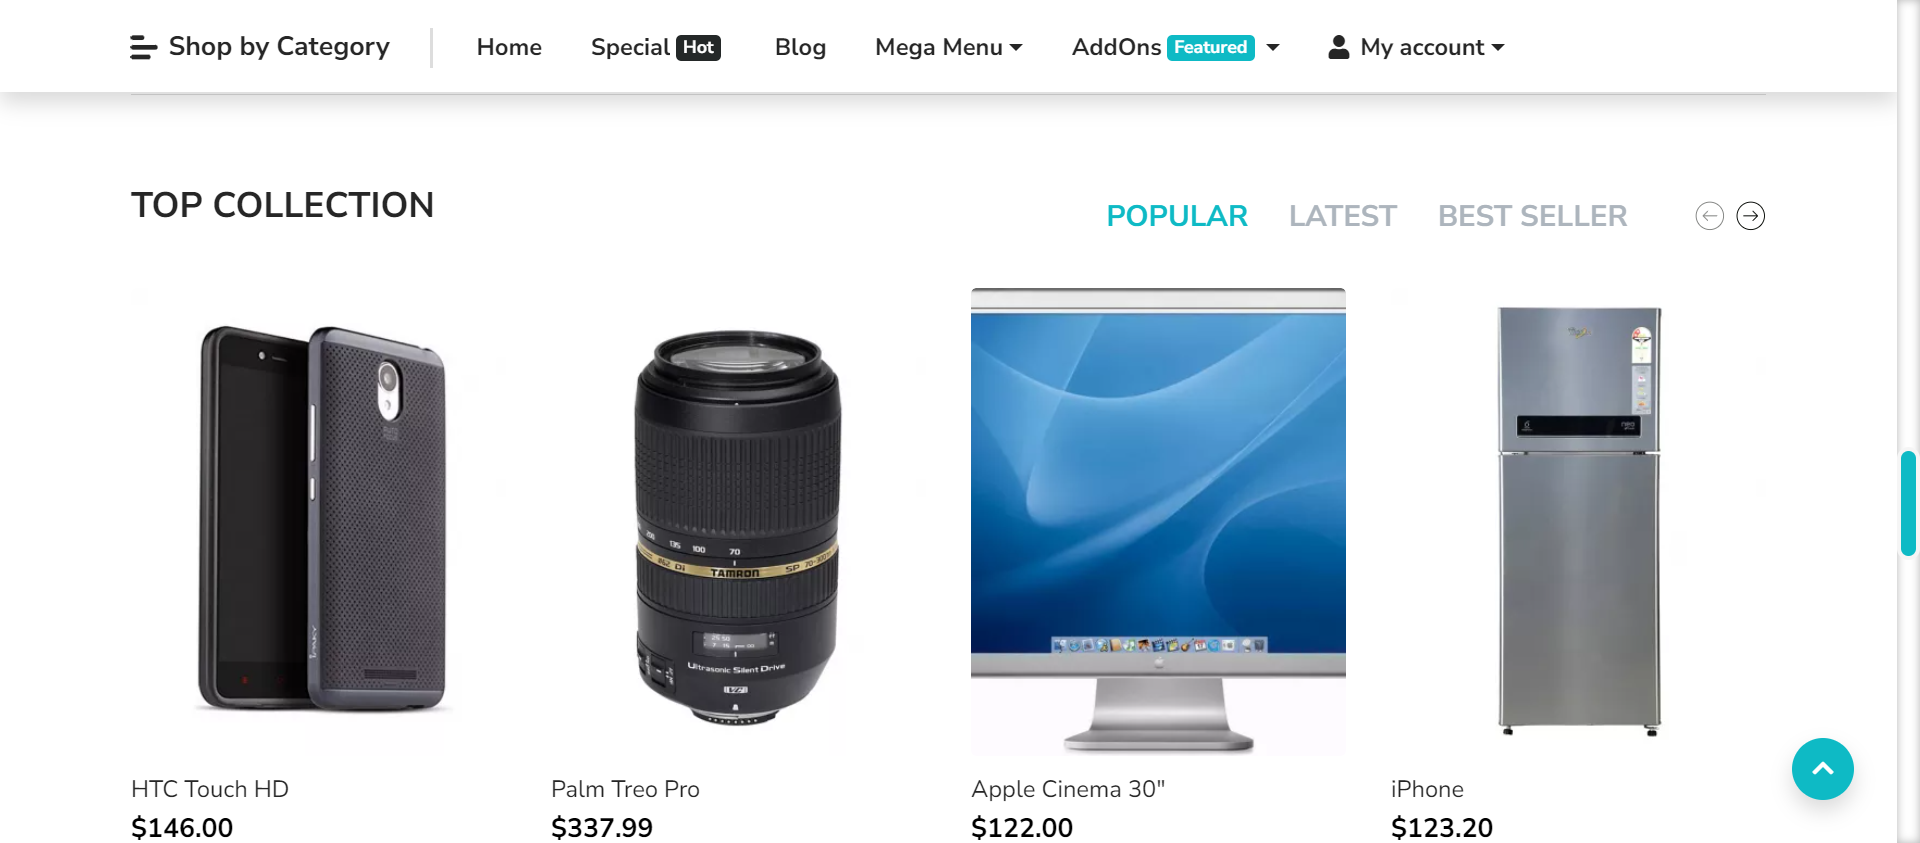 Shop by Category
Home
Special Hot
Blog
Mega Menu
AddOns Featured
My account
TOP COLLECTION
POPULAR
LATEST
BEST SELLER
200 135 100 70
A62 Di TAMRON SP 70-300
Ultrasonic Silent Drive
HTC Touch HD
$146.00
Palm Treo Pro
$337.99
Apple Cinema 30"
$122.00
iPhone
$123.20